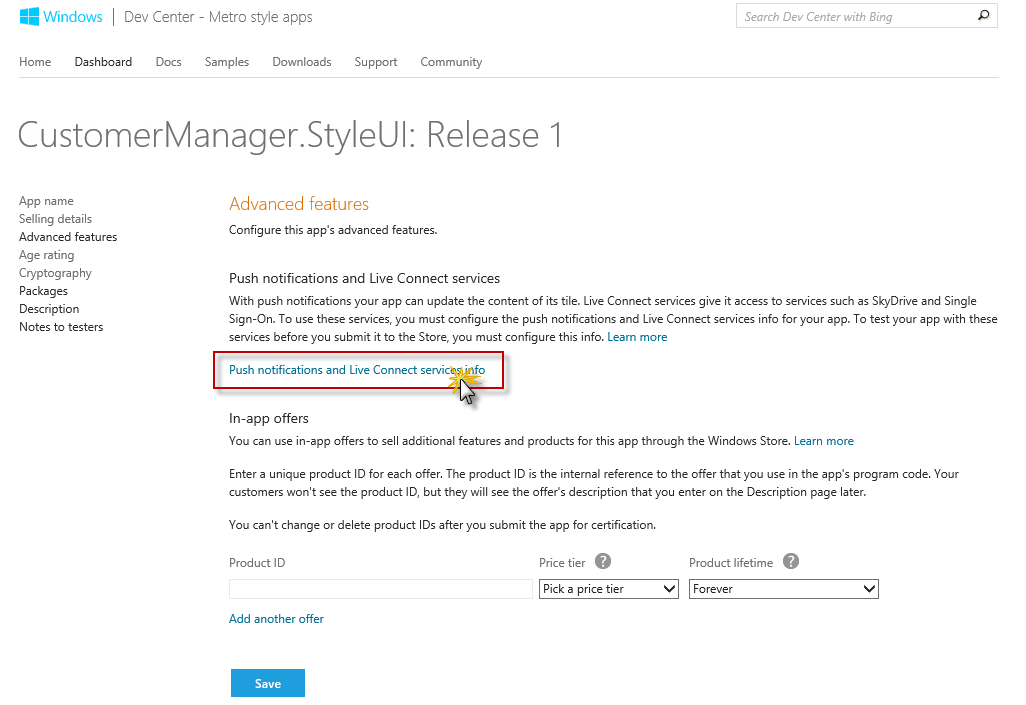 Windows | Dev Center - Metro style apps
Search Dev Center with Bing
Home Dashboard Docs Samples Downloads Support Community
CustomerManager.StyleUI: Release 1
App name
Selling details
Advanced features
Age rating
Cryptography
Packages
Description
Notes to testers
Advanced features
Configure this app's advanced features.
Push notifications and Live Connect services
With push notifications your app can update the content of its tile. Live Connect services give it access to services such as SkyDrive and Single
Sign-On. To use these services, you must configure the push notifications and Live Connect services info for your app. To test your app with these
services before you submit it to the Store, you must configure this info. Learn more
Push notifications and Live Connect services info
In-app offers
You can use in-app offers to sell additional features and products for this app through the Windows Store. Learn more
Enter a unique product ID for each offer. The product ID is the internal reference to the offer that you use in the app's program code. Your
customers won't see the product ID, but they will see the offer's description that you enter on the Description page later.
You can't change or delete product IDs after you submit the app for certification.
Product ID Price tier ? Product lifetime ?
Pick a price tier Forever
Add another offer
Save